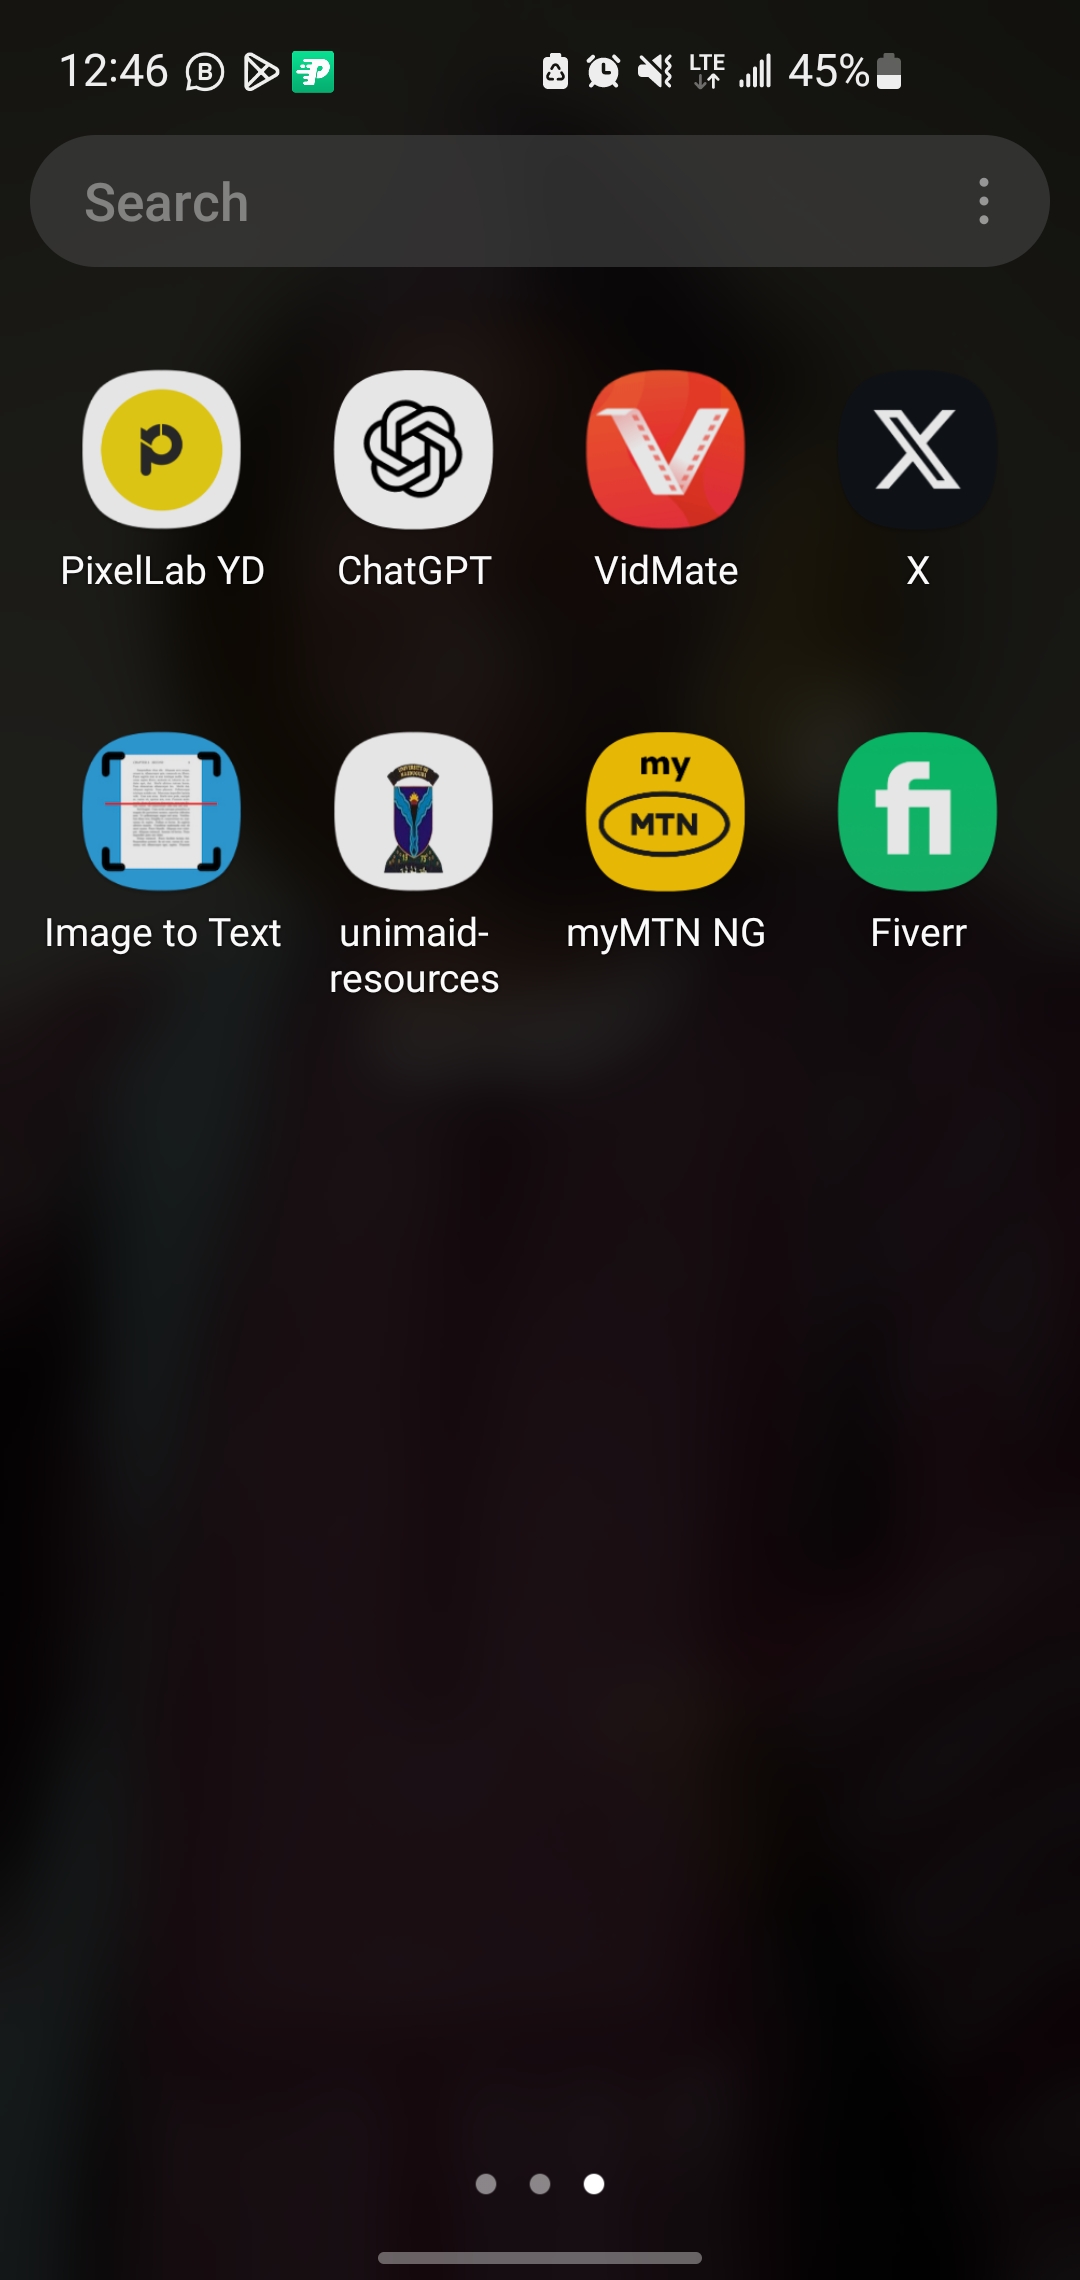 12:46 LTE 45%
Search
PixelLab YD ChatGPT VidMate X
my
MTN
Image to Text unimaid-
resources myMTN NG Fiverr